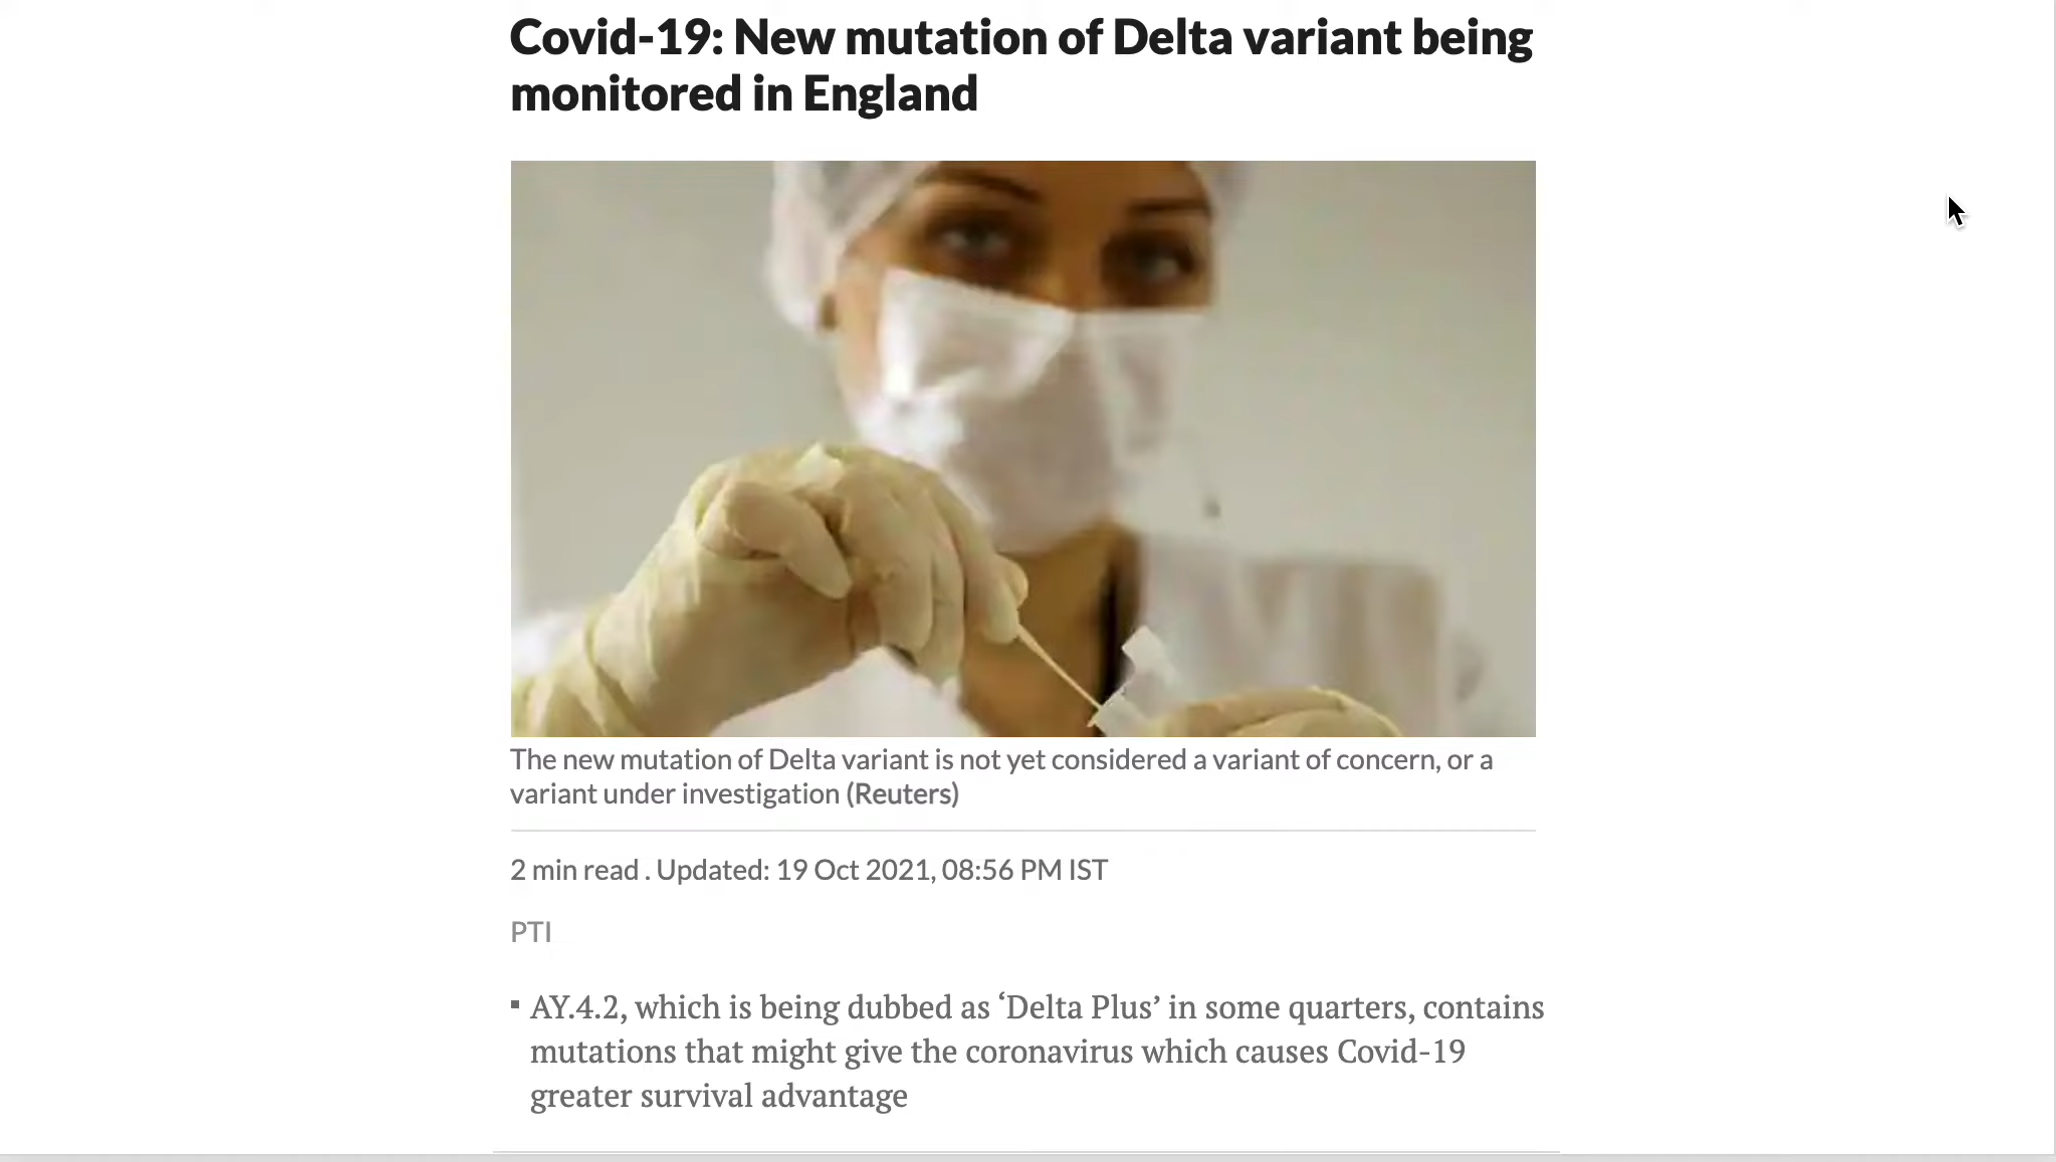 Covid-19: New mutation of Delta variant being
monitored in England
The new mutation of Delta variant is not yet considered a variant of concern, or a
variant under investigation (Reuters)
2 min read . Updated: 19 Oct 2021, 08:56 PM IST
PTI
▪ AY.4.2, which is being dubbed as ‘Delta Plus’ in some quarters, contains
mutations that might give the coronavirus which causes Covid-19
greater survival advantage